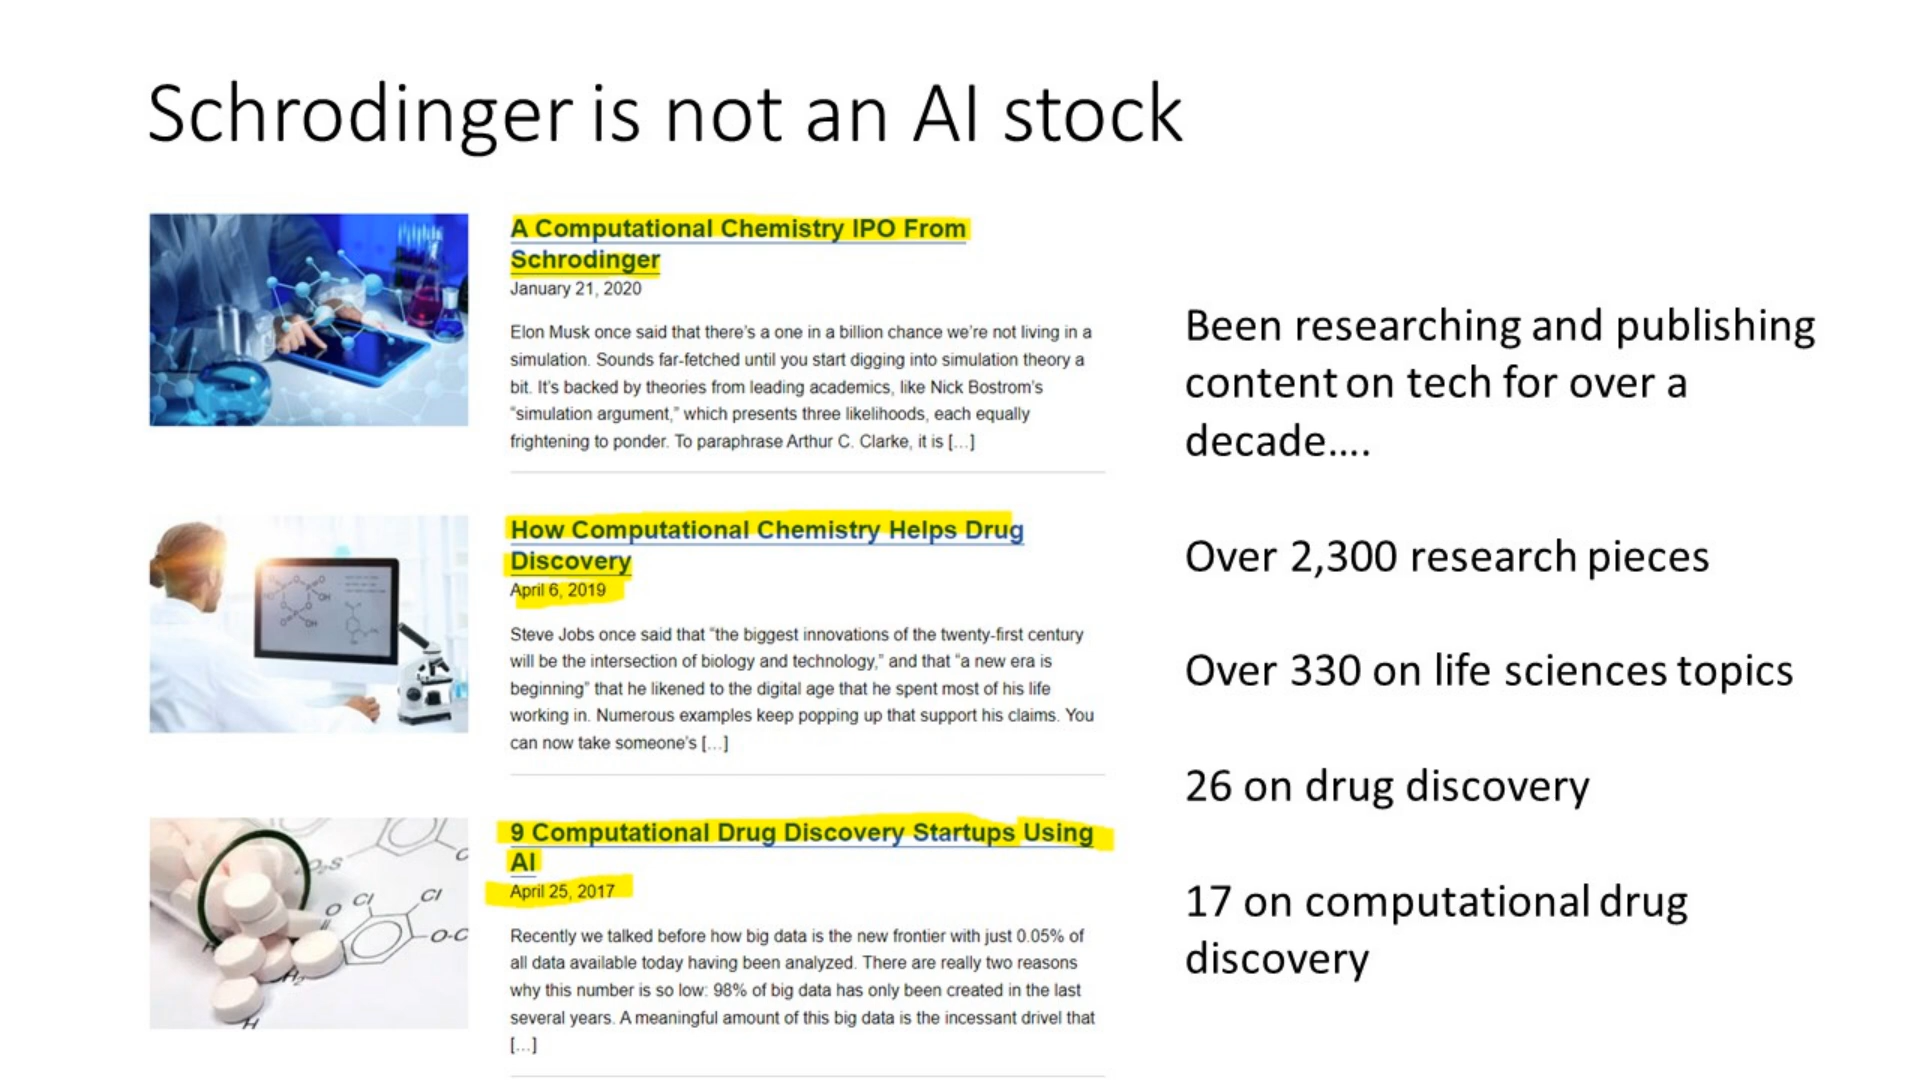 Schrodinger is not an AI stock
A Computational Chemistry IPO From
Schrodinger
January 21, 2020
Elon Musk once said that there's a one in a billion chance we're not living in a
simulation. Sounds far-fetched until you start digging into simulation theory a
bit. It's backed by theories from leading academics, like Nick Bostrom's
"simulation argument," which presents three likelihoods, each equally
frightening to ponder. To paraphrase Arthur C. Clarke, it is [...]
How Computational Chemistry Helps Drug
Discovery
April 6, 2019
Steve Jobs once said that "the biggest innovations of the twenty-first century
will be the intersection of biology and technology," and that "a new era is
beginning" that he likened to the digital age that he spent most of his life
working in. Numerous examples keep popping up that support his claims. You
can now take someone's [...]
9 Computational Drug Discovery Startups Using
AI
April 25, 2017
Recently we talked before how big data is the new frontier with just 0.05% of
all data available today having been analyzed. There are really two reasons
why this number is so low: 98% of big data has only been created in the last
several years. A meaningful amount of this big data is the incessant drivel that
[...]
Been researching and publishing
content on tech for over a
decade....
Over 2,300 research pieces
Over 330 on life sciences topics
26 on drug discovery
17 on computational drug
discovery